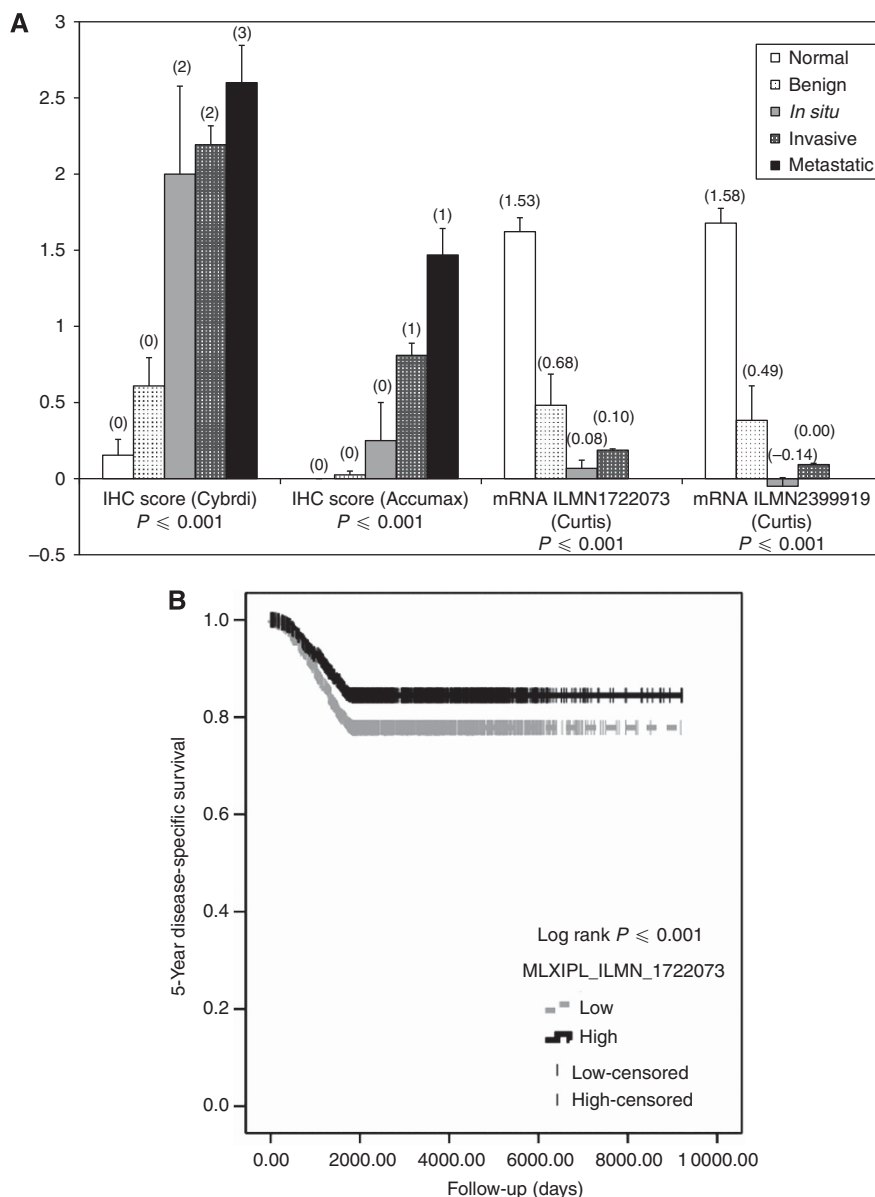 A
3
2.5
2
1.5
1
0.5
0
–0.5
(0)
(0)
(2)
(2)
(3)
(0)
(0)
(0)
(1)
(1)
(1.53)
(0.68)
(0.08)
(0.10)
(1.58)
(0.49)
(–0.14)
(0.00)
Normal
Benign
In situ
Invasive
Metastatic
IHC score (Cybrdi)
P ⩽ 0.001
IHC score (Accumax)
P ⩽ 0.001
mRNA ILMN1722073
(Curtis)
P ⩽ 0.001
mRNA ILMN2399919
(Curtis)
P ⩽ 0.001
B
5-Year disease-specific survival
1.0
0.8
0.6
0.4
0.2
0.0
Log rank P ⩽ 0.001
MLXIPL_ILMN_1722073
Low
High
Low-censored
High-censored
0.00
2000.00
4000.00
6000.00
8000.00
10000.00
Follow-up (days)